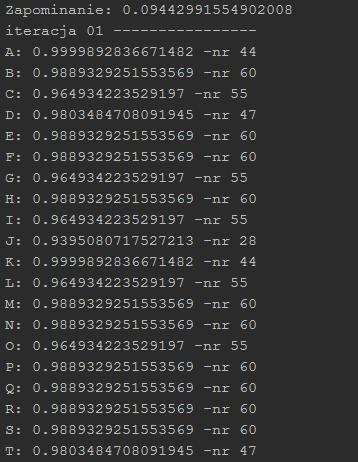 Zapominanie: 0.09442991554902008
iteracja 01 ----------------
A: 0.9999892836671482 -nr 44
B: 0.9889329251553569 -nr 60
C: 0.964934223529197 -nr 55
D: 0.9803484708091945 -nr 47
E: 0.9889329251553569 -nr 60
F: 0.9889329251553569 -nr 60
G: 0.964934223529197 -nr 55
H: 0.9889329251553569 -nr 60
I: 0.964934223529197 -nr 55
J: 0.9395080717527213 -nr 28
K: 0.9999892836671482 -nr 44
L: 0.964934223529197 -nr 55
M: 0.9889329251553569 -nr 60
N: 0.9889329251553569 -nr 60
O: 0.964934223529197 -nr 55
P: 0.9889329251553569 -nr 60
Q: 0.9889329251553569 -nr 60
R: 0.9889329251553569 -nr 60
S: 0.9889329251553569 -nr 60
T: 0.9803484708091945 -nr 47